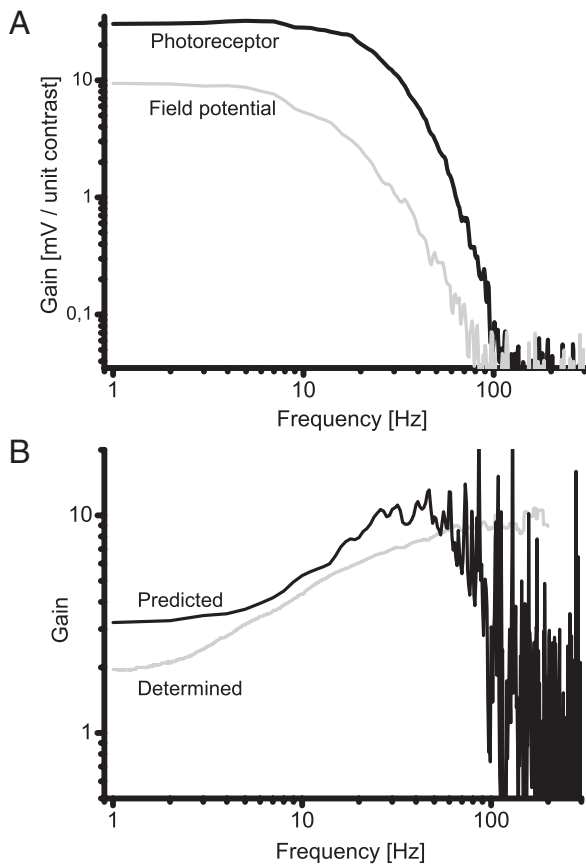 A
Photoreceptor
Field potential
Gain [mV / unit contrast]
10
1
0,1
1
10
100
Frequency [Hz]
B
Predicted
Determined
Gain
10
1
1
10
100
Frequency [Hz]